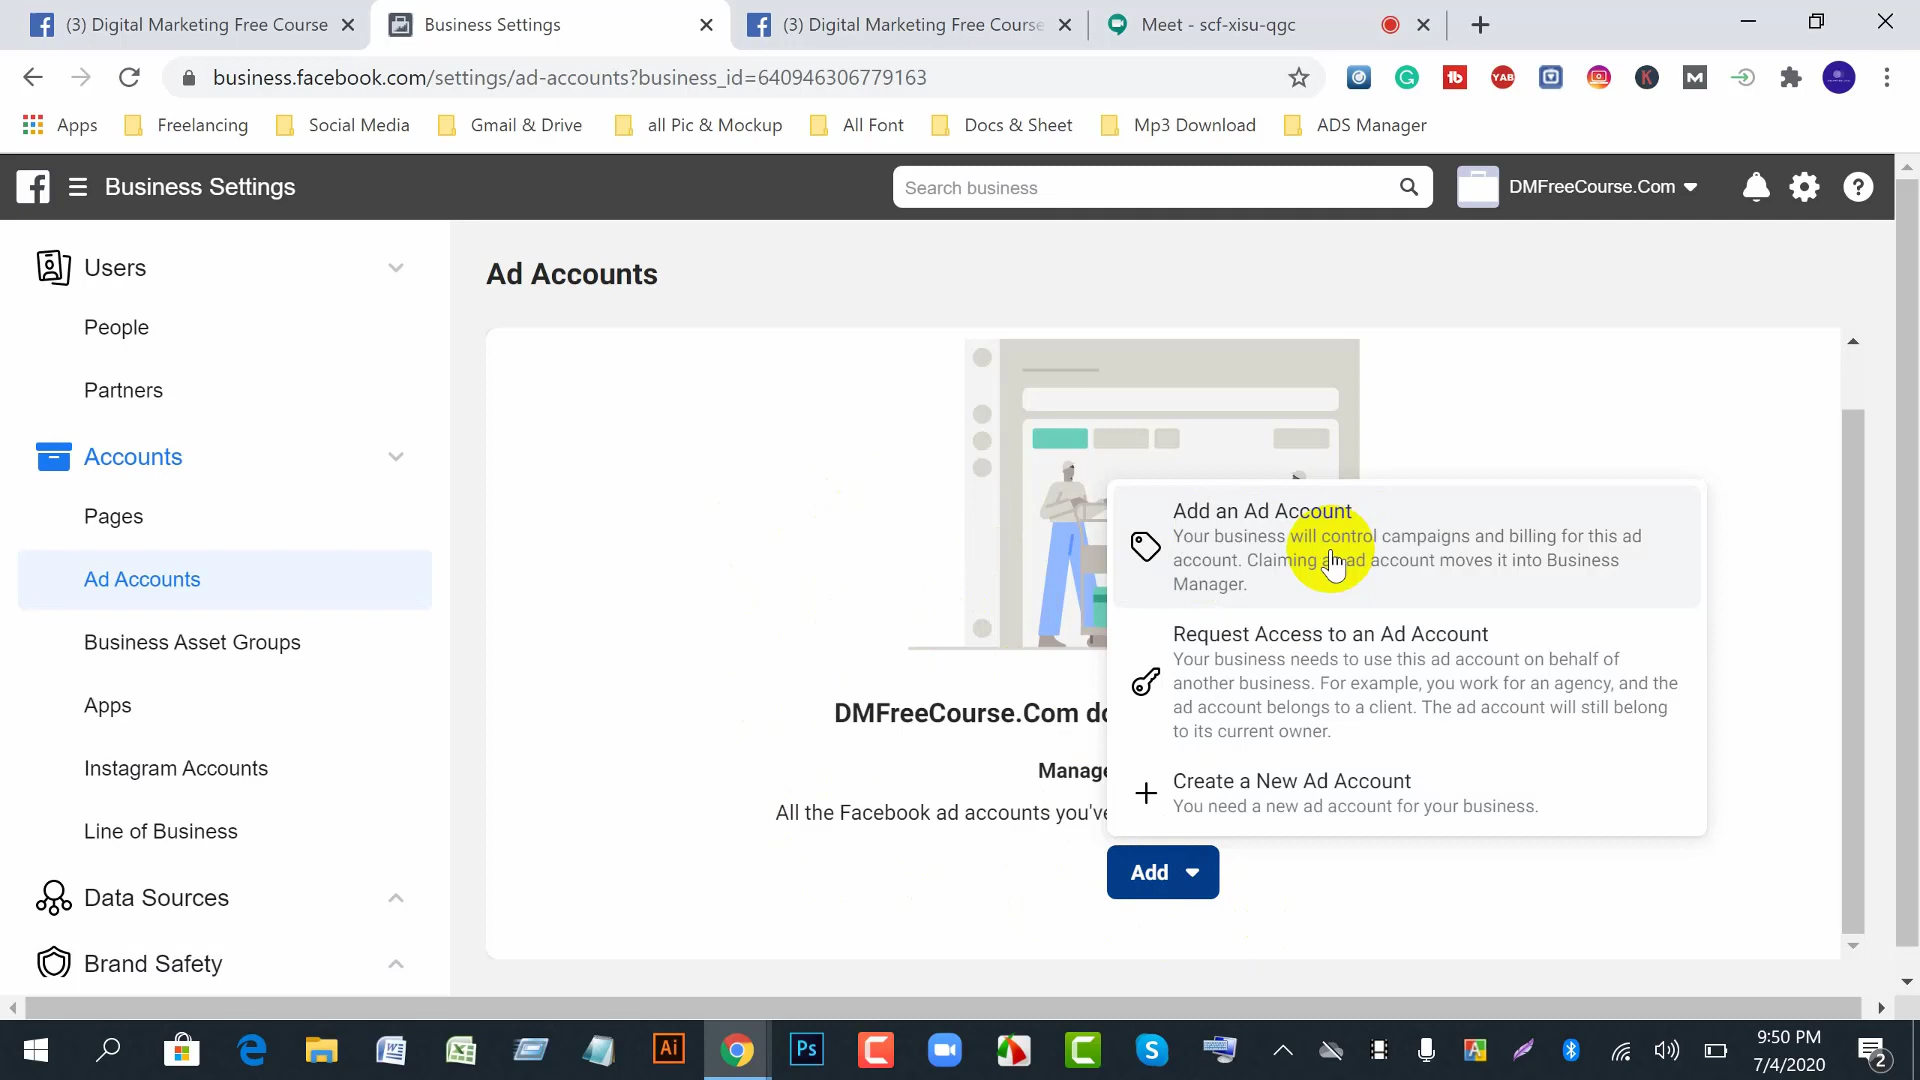 (3) Digital Marketing Free Course
Business Settings
(3) Digital Marketing Free Course
Meet - scf-xisu-qgc
business.facebook.com/settings/ad-accounts?business_id=640946306779163
Apps
Freelancing
Social Media
Gmail & Drive
all Pic & Mockup
All Font
Docs & Sheet
Mp3 Download
ADS Manager
Business Settings
Search business
DMFreeCourse.Com
Users
People
Partners
Accounts
Pages
Ad Accounts
Business Asset Groups
Apps
Instagram Accounts
Line of Business
Data Sources
Brand Safety
Ad Accounts
DMFreeCourse.Com
Manage
All the Facebook ad accounts you've
Add an Ad Account
Your business will control campaigns and billing for this ad
account. Claiming ad account moves it into Business
Manager.
Request Access to an Ad Account
Your business needs to use this ad account on behalf of
another business. For example, you work for an agency, and the
ad account belongs to a client. The ad account will still belong
to its current owner.
Create a New Ad Account
You need a new ad account for your business.
Add
9:50 PM
7/4/2020
2